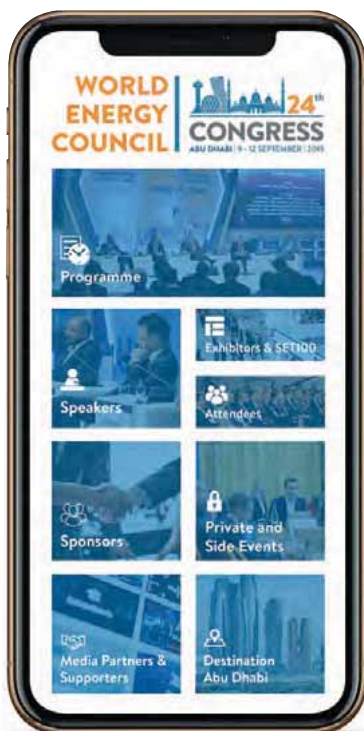 WORLD
ENERGY
COUNCIL
24th
CONGRESS
ABU DHABI | 9 - 12 SEPTEMBER | 2019
Programme
Speakers
Exhibitors & SET100
Attendees
Sponsors
Private and
Side Events
Media Partners &
Supporters
Destination
Abu Dhabi